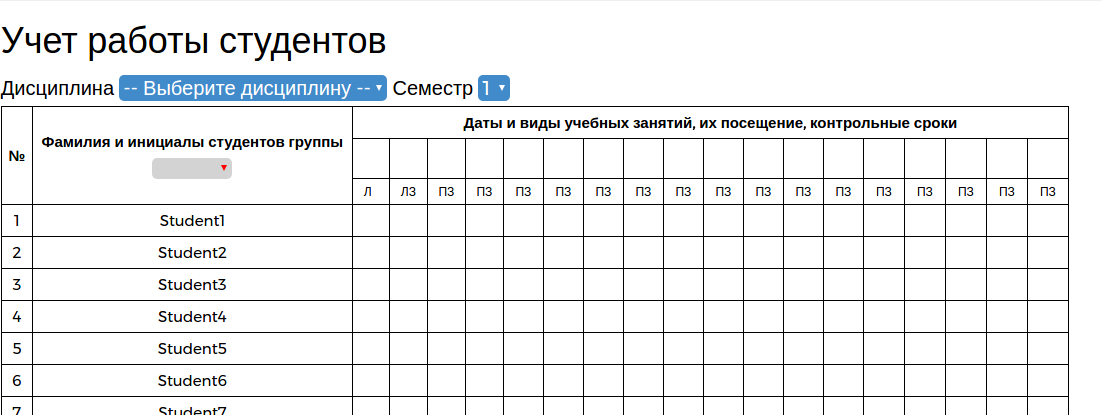 Учет работы студентов
Дисциплина -- Выберите дисциплину -- Семестр 1
№ Фамилия и инициалы студентов группы Даты и виды учебных занятий, их посещение, контрольные сроки
Л ЛЗ ПЗ ПЗ ПЗ ПЗ ПЗ ПЗ ПЗ ПЗ ПЗ ПЗ ПЗ ПЗ ПЗ ПЗ ПЗ ПЗ
1 Student1
2 Student2
3 Student3
4 Student4
5 Student5
6 Student6
7 Student7